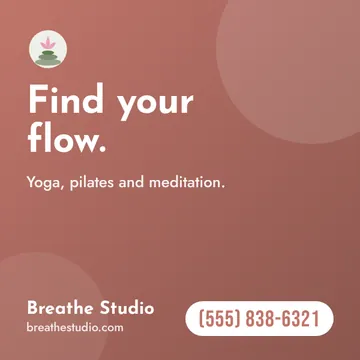 Find your
flow.
Yoga, pilates and meditation.
Breathe Studio
breathestudio.com
(555) 838-6321